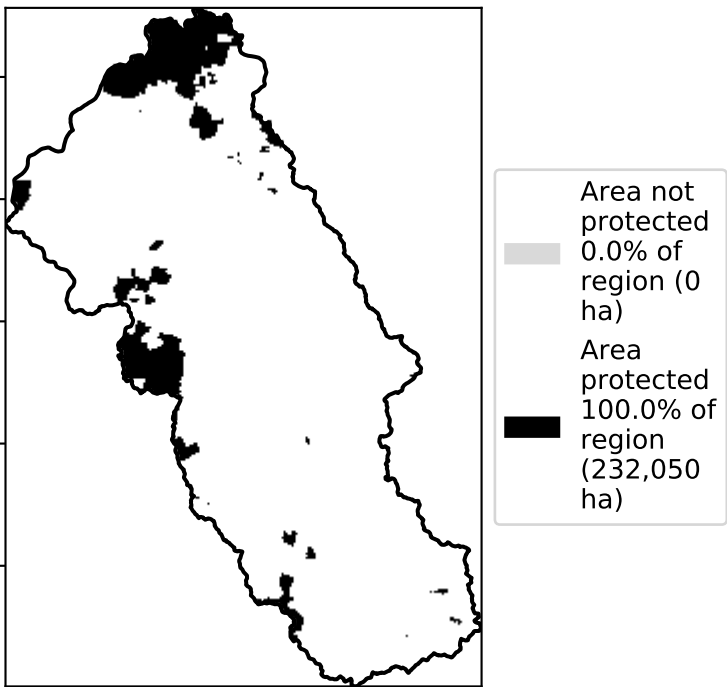 Area not
protected
0.0% of
region (0
ha)
Area
protected
100.0% of
region
(232,050
ha)